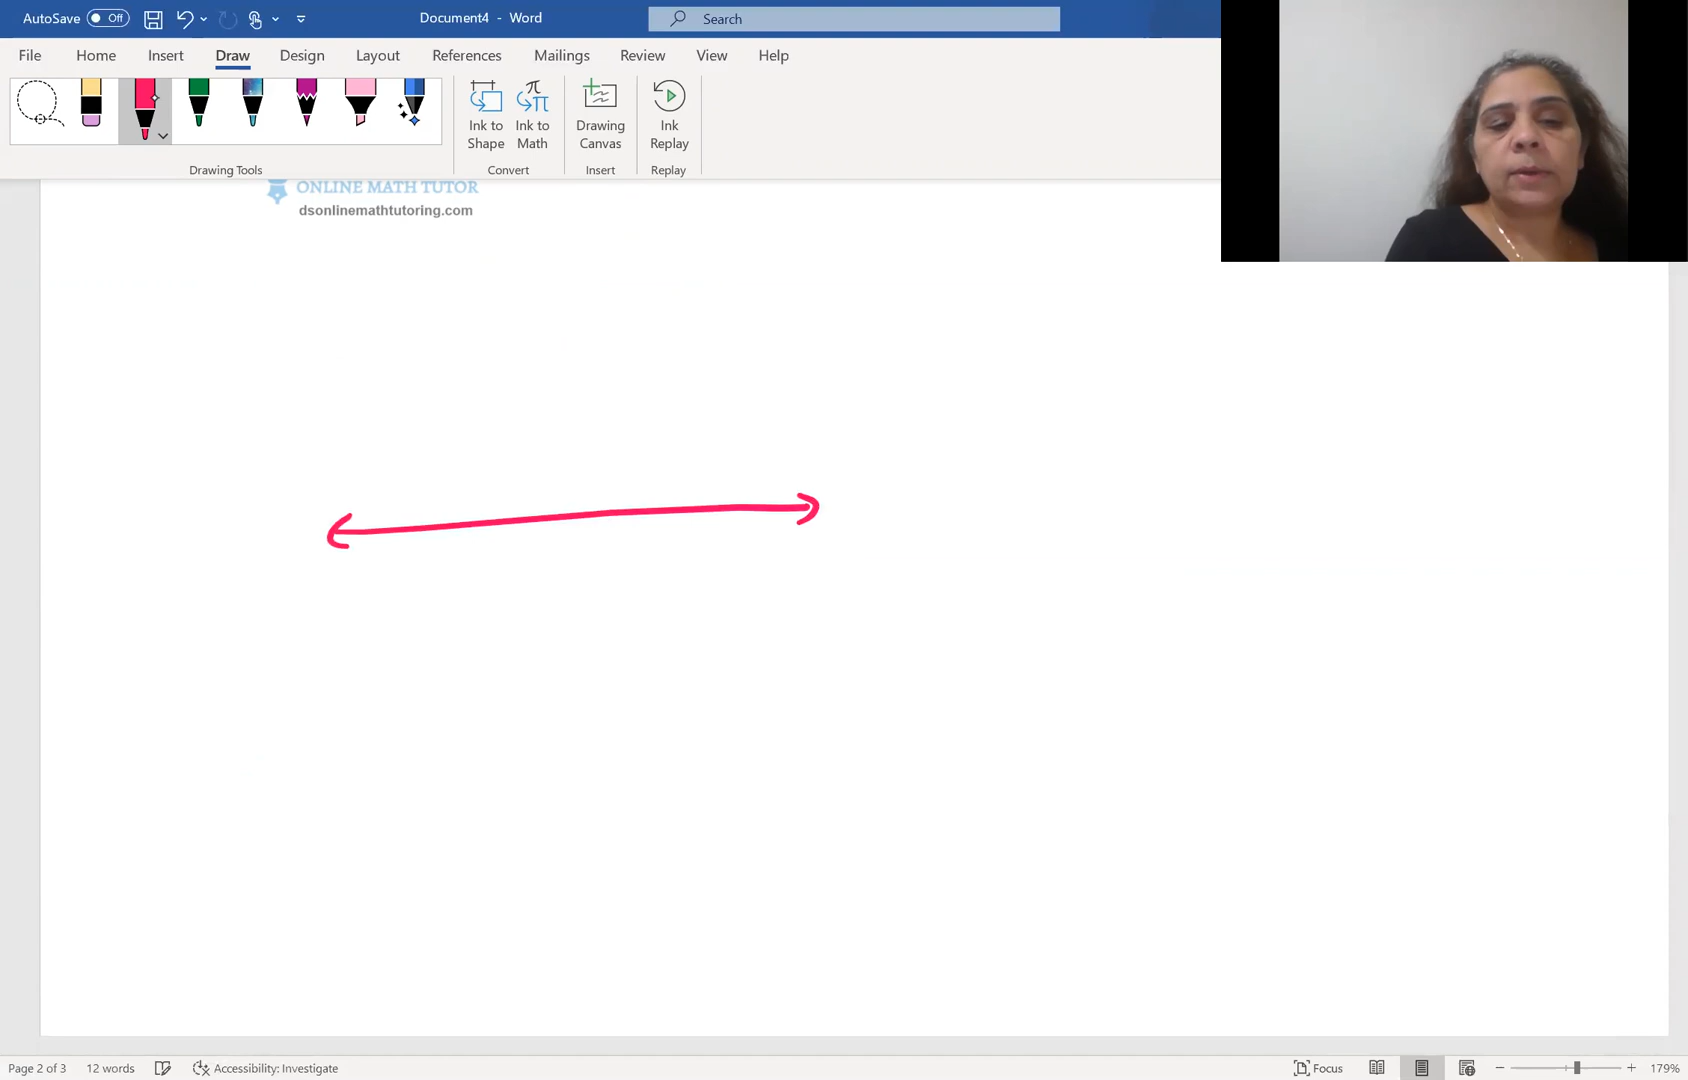 AutoSave Off Document4 - Word Search
File Home Insert Draw Design Layout References Mailings Review View Help
Ink to Shape
Ink to Math
Drawing Canvas
Ink Replay
Drawing Tools Convert Insert Replay
ONLINE MATH TUTOR
dsonlinemathtutoring.com
Page 2 of 3 12 words Accessibility: Investigate Focus 179%